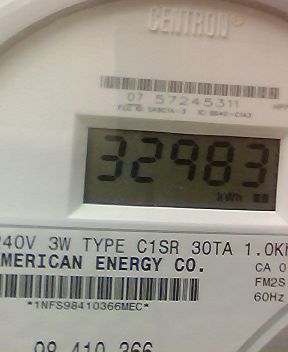 CENTRON®
07 57245311
32983
kWh
240V 3W TYPE C1SR 30TA 1.0Kh
AMERICAN ENERGY CO.
CA 0
FM2S
60Hz
*1NFS98410366MEC*
98 410 366